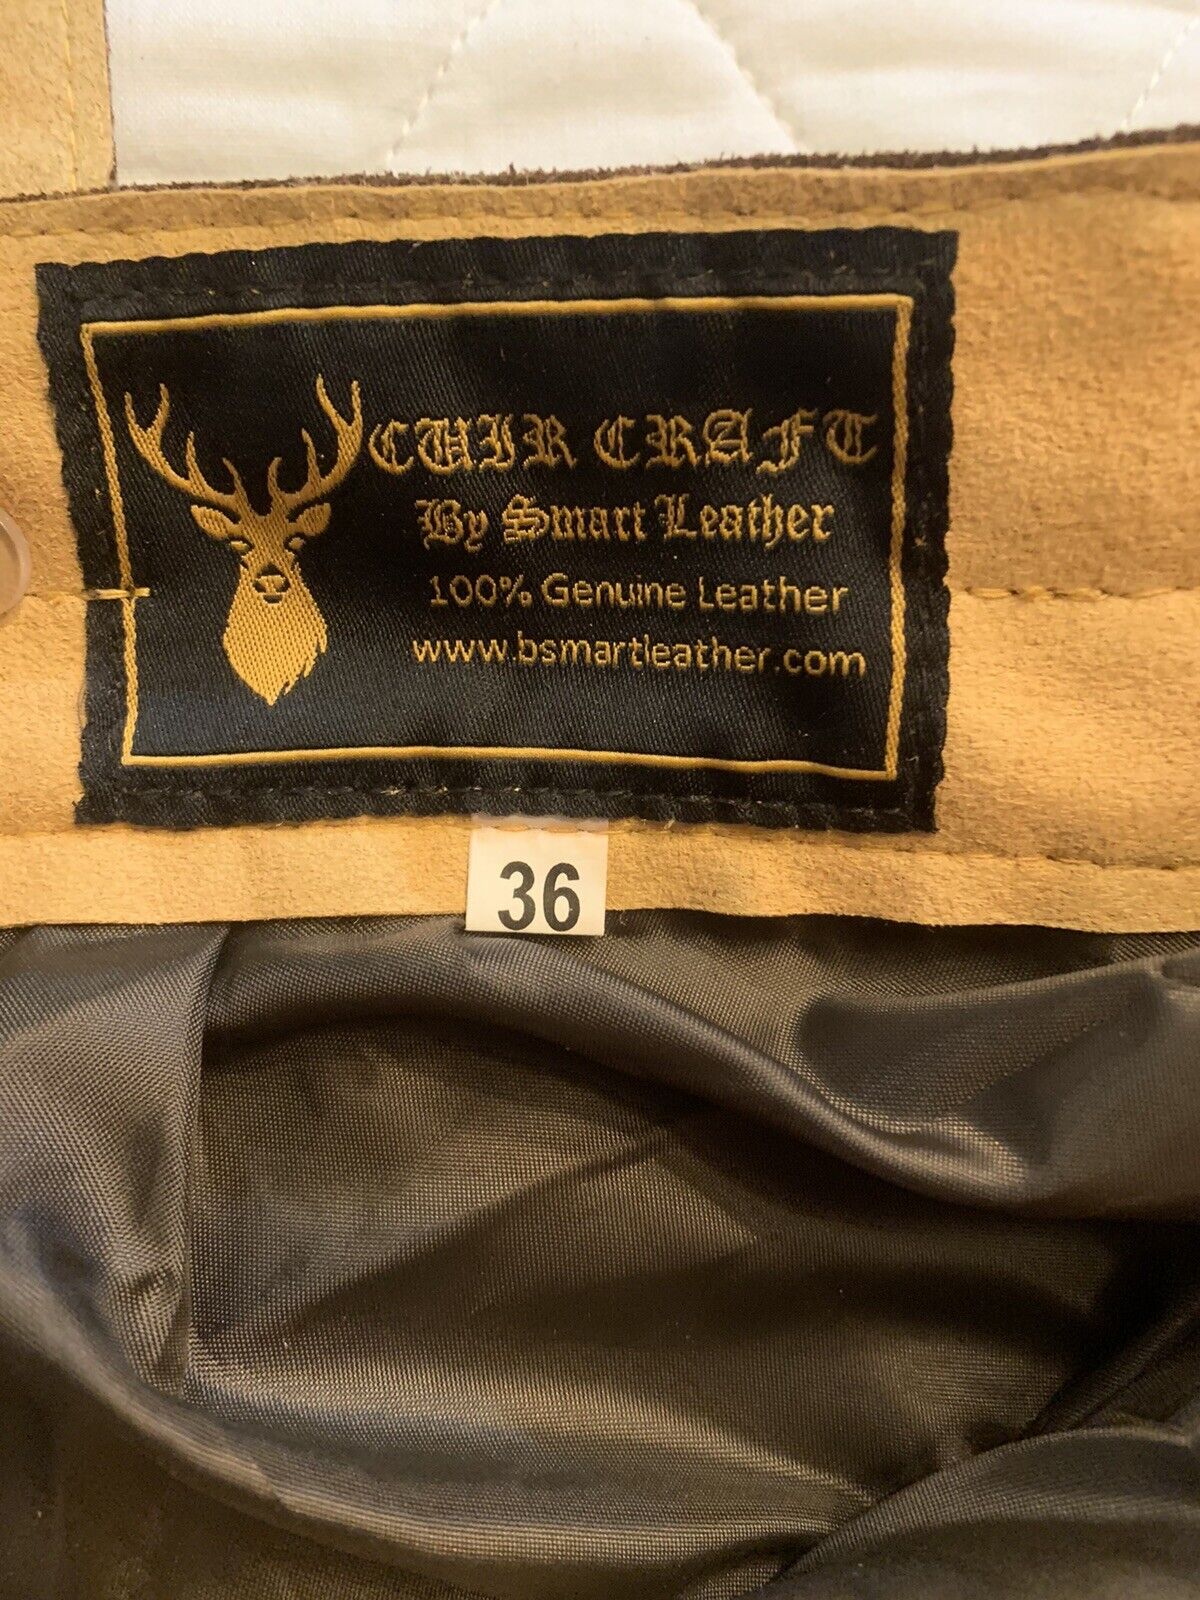 CUIR CRAFT
By Smart Leather
100% Genuine Leather
www.bsmartleather.com
36